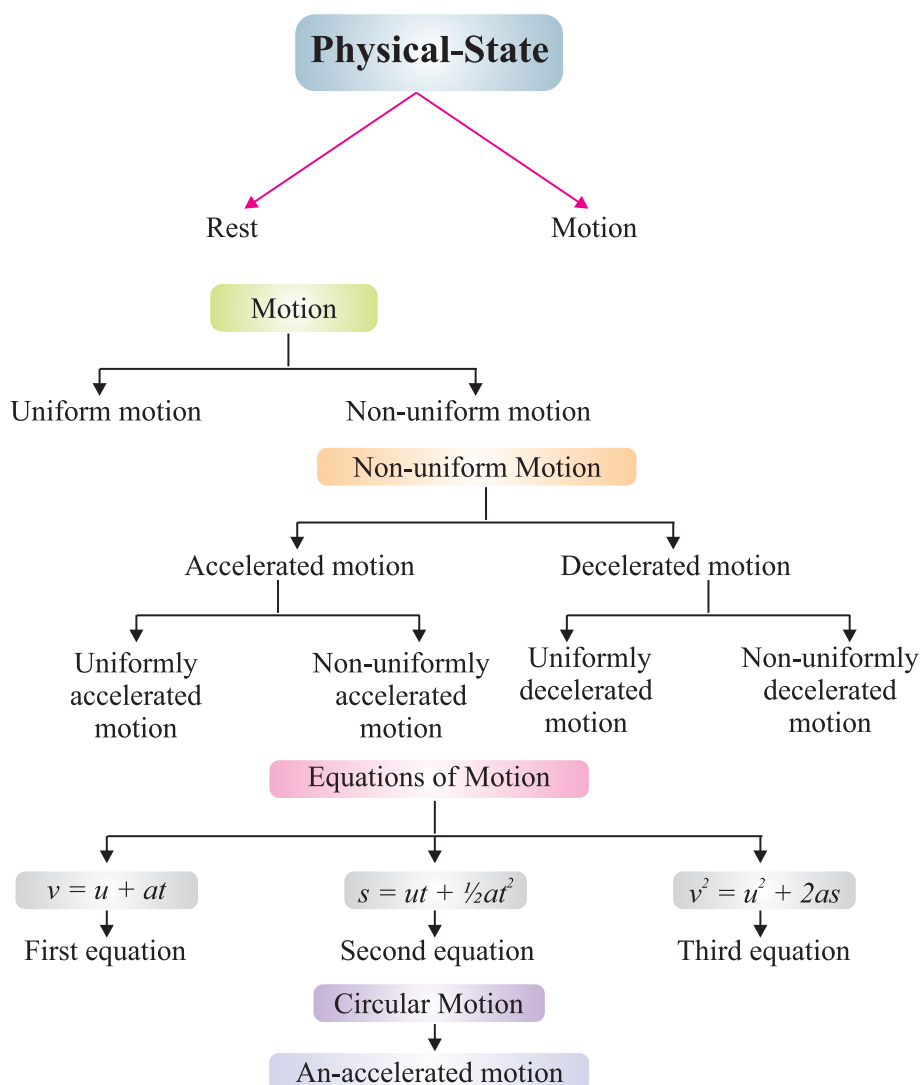 Physical-State
Rest Motion
Motion
Uniform motion Non-uniform motion
Non-uniform Motion
Accelerated motion Decelerated motion
Uniformly
accelerated
motion
Non-uniformly
accelerated
motion
Uniformly
decelerated
motion
Non-uniformly
decelerated
motion
Equations of Motion
v = u + at s = ut + ½at² v² = u² + 2as
First equation Second equation Third equation
Circular Motion
An-accelerated motion